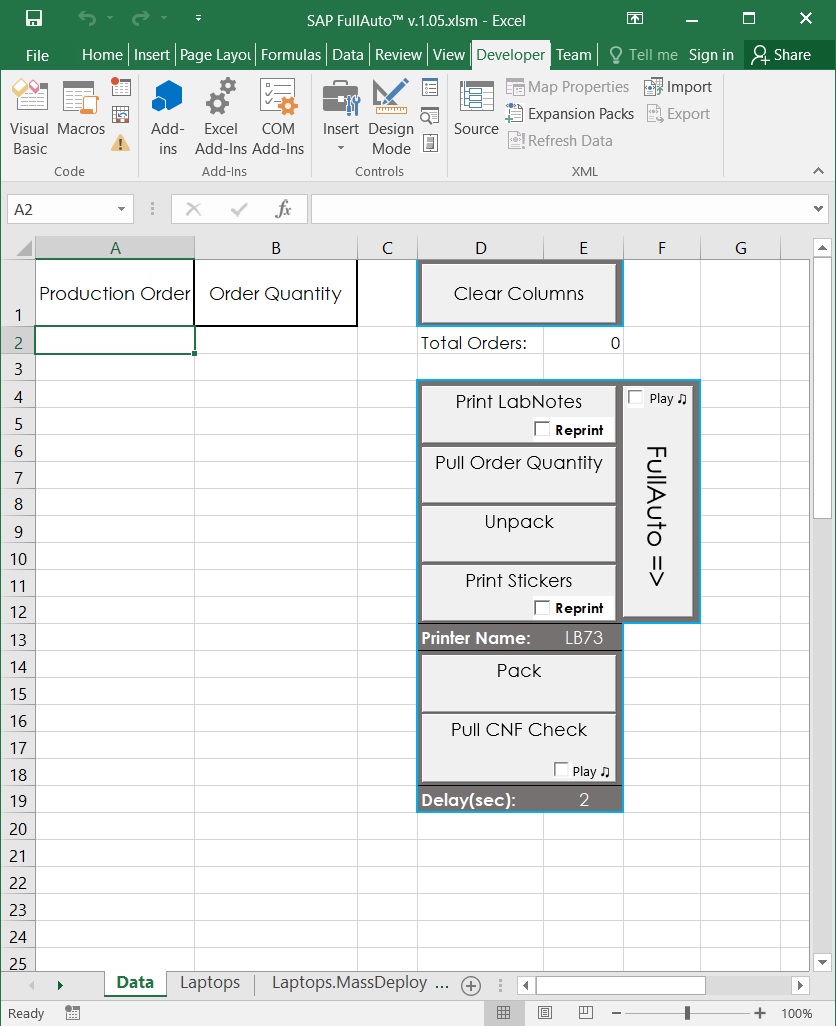 SAP FullAuto™ v.1.05.xlsm - Excel
File Home Insert Page Layou Formulas Data Review View Developer Team Tell me Sign in Share
Visual Basic
Macros
Code
Add-ins
Excel Add-Ins
COM Add-Ins
Add-Ins
Insert
Design Mode
Controls
Source
Map Properties
Expansion Packs
Refresh Data
Import
Export
XML
A2
fx
A B C D E F G
1 Production Order Order Quantity Clear Columns
2 Total Orders: 0
3
4 Print LabNotes Play ♫
5 Reprint
6 Pull Order Quantity
7
FullAuto =>
8 Unpack
9
10
11 Print Stickers
12 Reprint
13 Printer Name: LB73
14 Pack
15
16
17 Pull CNF Check
18 Play ♫
19 Delay(sec): 2
20
21
22
23
24
25
Data Laptops Laptops.MassDeploy ...
Ready 100%